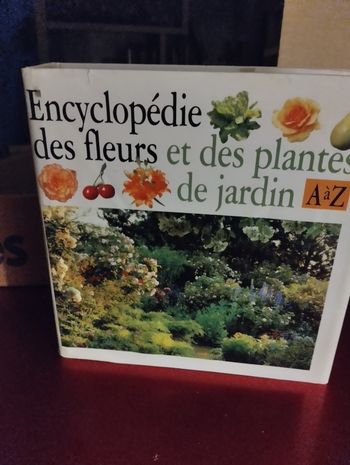 Encyclopédie
des fleurs et des plantes
de jardin A à Z